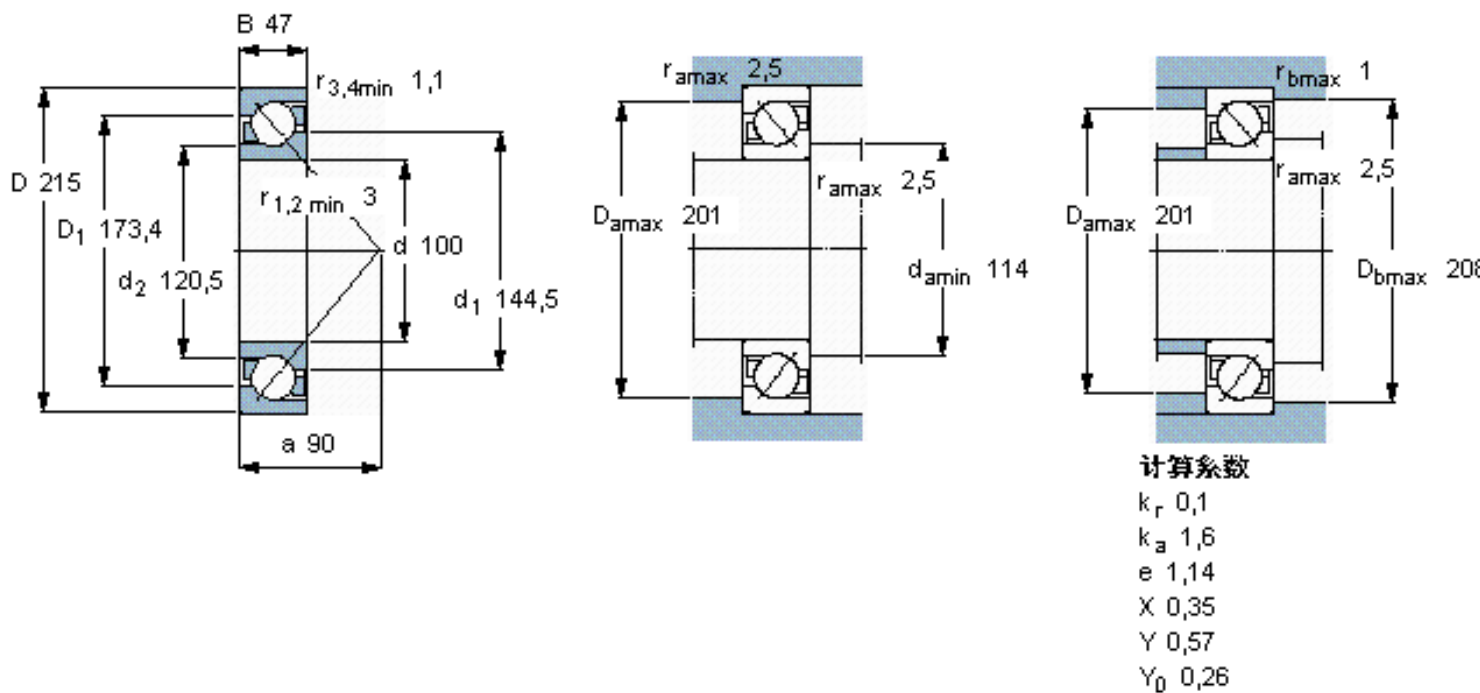 B 47
r3,4min 1,1
D 215
D1 173,4
d2 120,5
r1,2 min 3
d 100
d1 144,5
a 90
ramax 2,5
ramax 2,5
Damax 201
damin 114
rbmax 1
ramax 2,5
Damax 201
Dbmax 208
计算系数
kr 0,1
ka 1,6
e 1,14
X 0,35
Y 0,57
Y0 0,26